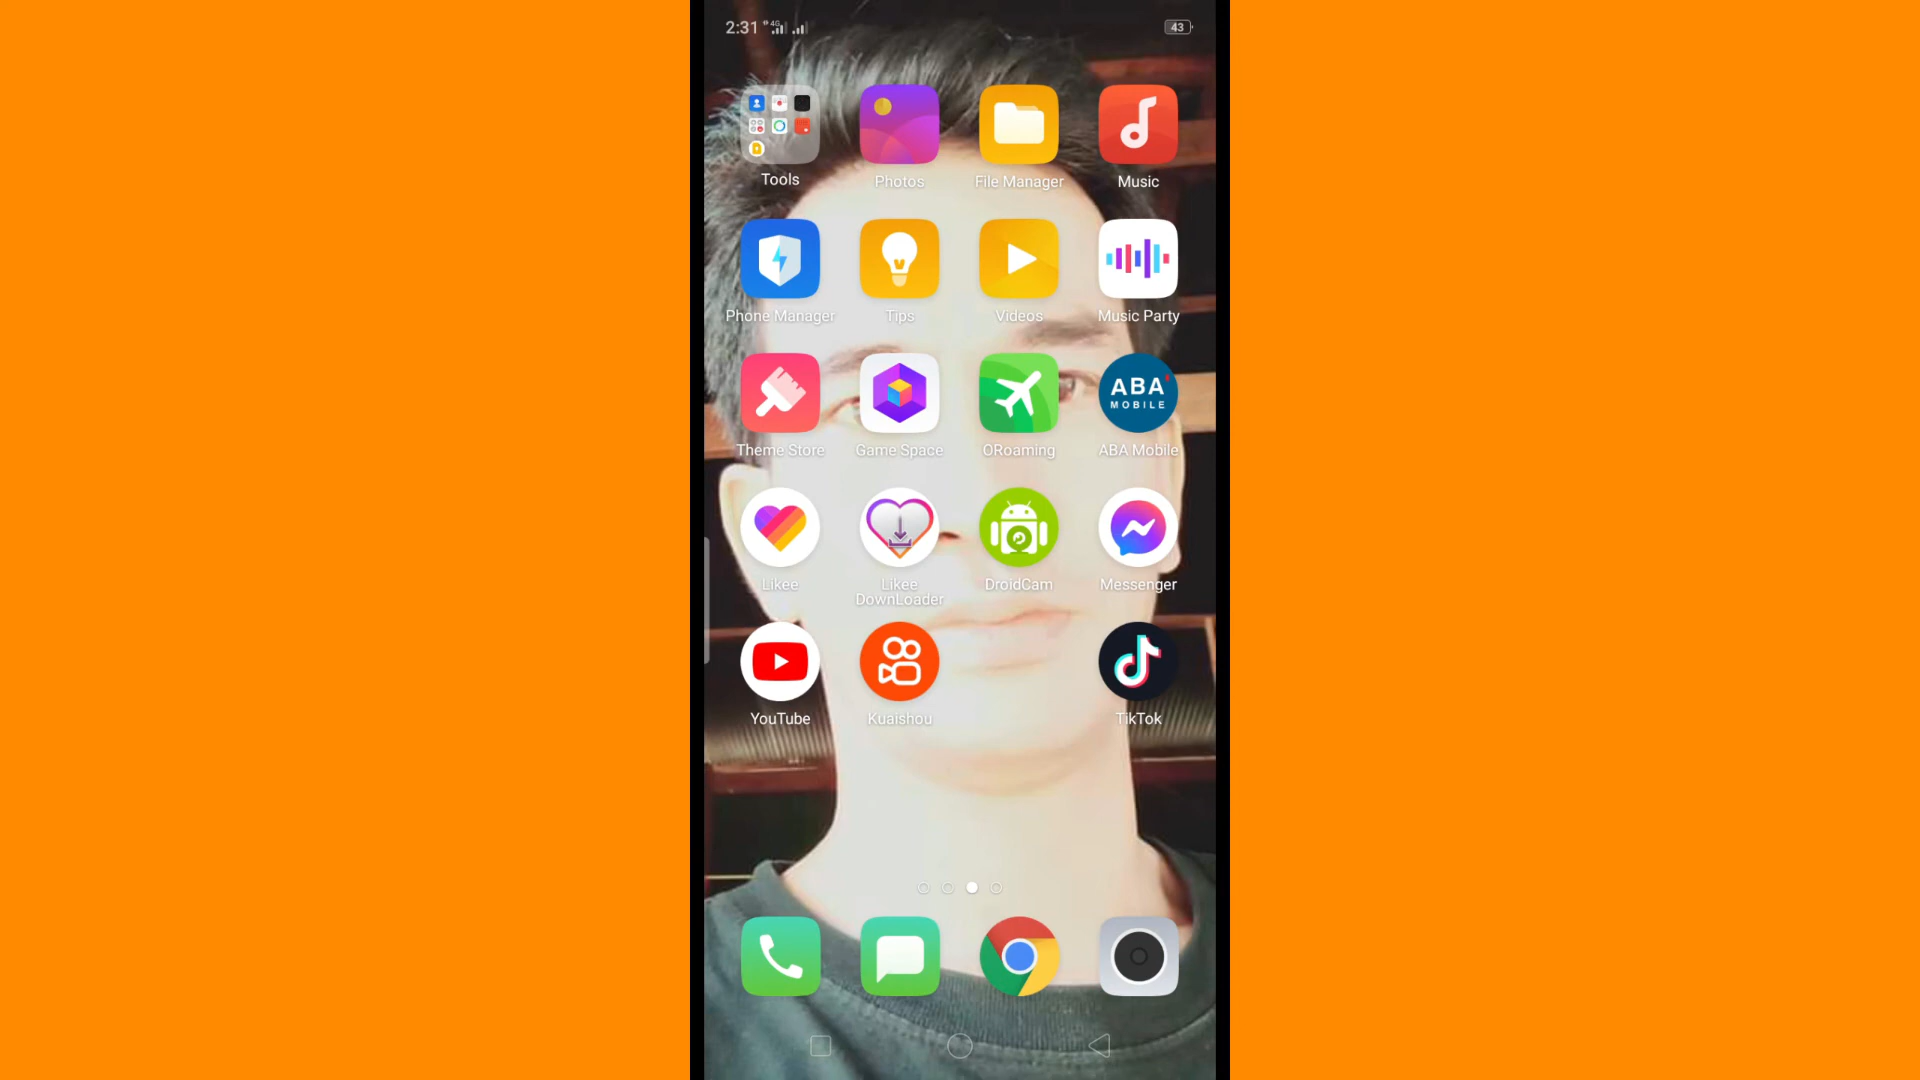 2:31 4G 43
Tools Photos File Manager Music
Phone Manager Tips Videos Music Party
ABA'
MOBILE
Theme Store Game Space ORoaming ABA Mobile
Likee Likee DroidCam Messenger
DownLoader
YouTube Kuaishou TikTok